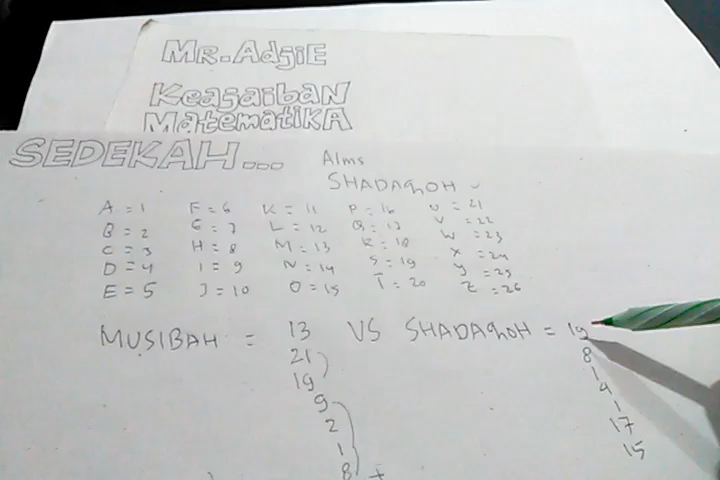 MR. AdjiE
Keajaiban
MatematiKA
SEDEKAH...
Alms
SHADAQOH
A = 1 F = 6 K = 11 P = 16 U = 21
B = 2 G = 7 L = 12 Q = 17 V = 22
C = 3 H = 8 M = 13 R = 18 W = 23
D = 4 I = 9 N = 14 S = 19 X = 24
E = 5 J = 10 O = 15 T = 20 Y = 25
Z = 26
MUSIBAH = 13 VS SHADAQOH = 19
21 8
19 1
9 4
2 1
1 17
8 + 15